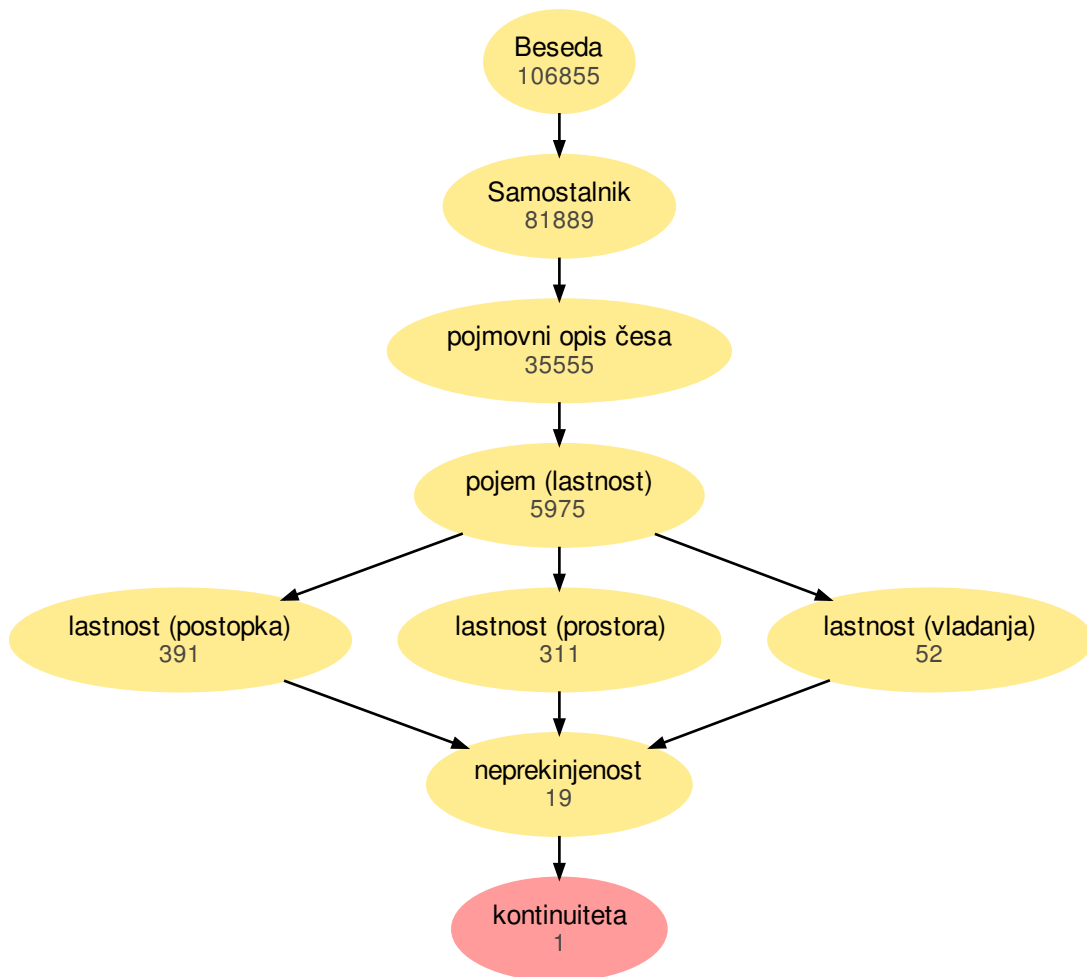 Beseda
106855
Samostalnik
81889
pojmovni opis česa
35555
pojem (lastnost)
5975
lastnost (postopka)
391
lastnost (prostora)
311
lastnost (vladanja)
52
neprekinjenost
19
kontinuiteta
1